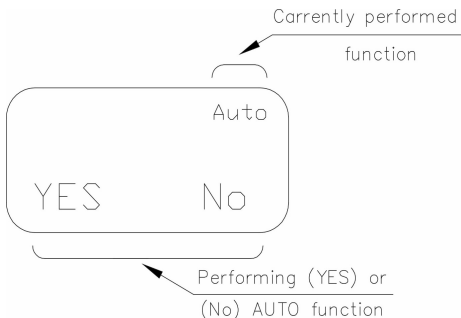 Carrently performed
function
Auto
YES No
Performing (YES) or
(No) AUTO function